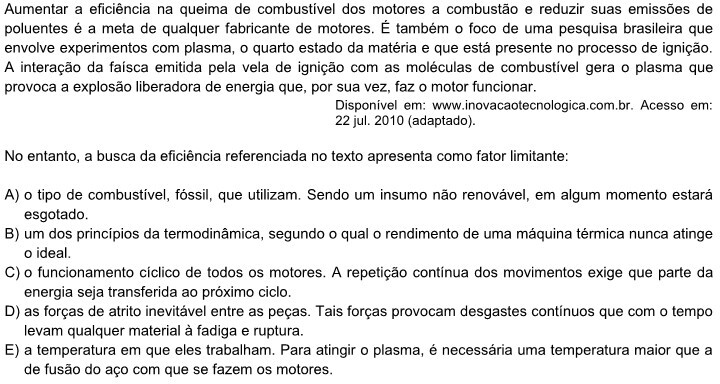 Aumentar a eficiência na queima de combustível dos motores a combustão e reduzir suas emissões de
poluentes é a meta de qualquer fabricante de motores. É também o foco de uma pesquisa brasileira que
envolve experimentos com plasma, o quarto estado da matéria e que está presente no processo de ignição.
A interação da faísca emitida pela vela de ignição com as moléculas de combustível gera o plasma que
provoca a explosão liberadora de energia que, por sua vez, faz o motor funcionar.
Disponível em: www.inovacaotecnologica.com.br. Acesso em:
22 jul. 2010 (adaptado).
No entanto, a busca da eficiência referenciada no texto apresenta como fator limitante:
A) o tipo de combustível, fóssil, que utilizam. Sendo um insumo não renovável, em algum momento estará
esgotado.
B) um dos princípios da termodinâmica, segundo o qual o rendimento de uma máquina térmica nunca atinge
o ideal.
C) o funcionamento cíclico de todos os motores. A repetição contínua dos movimentos exige que parte da
energia seja transferida ao próximo ciclo.
D) as forças de atrito inevitável entre as peças. Tais forças provocam desgastes contínuos que com o tempo
levam qualquer material à fadiga e ruptura.
E) a temperatura em que eles trabalham. Para atingir o plasma, é necessária uma temperatura maior que a
de fusão do aço com que se fazem os motores.